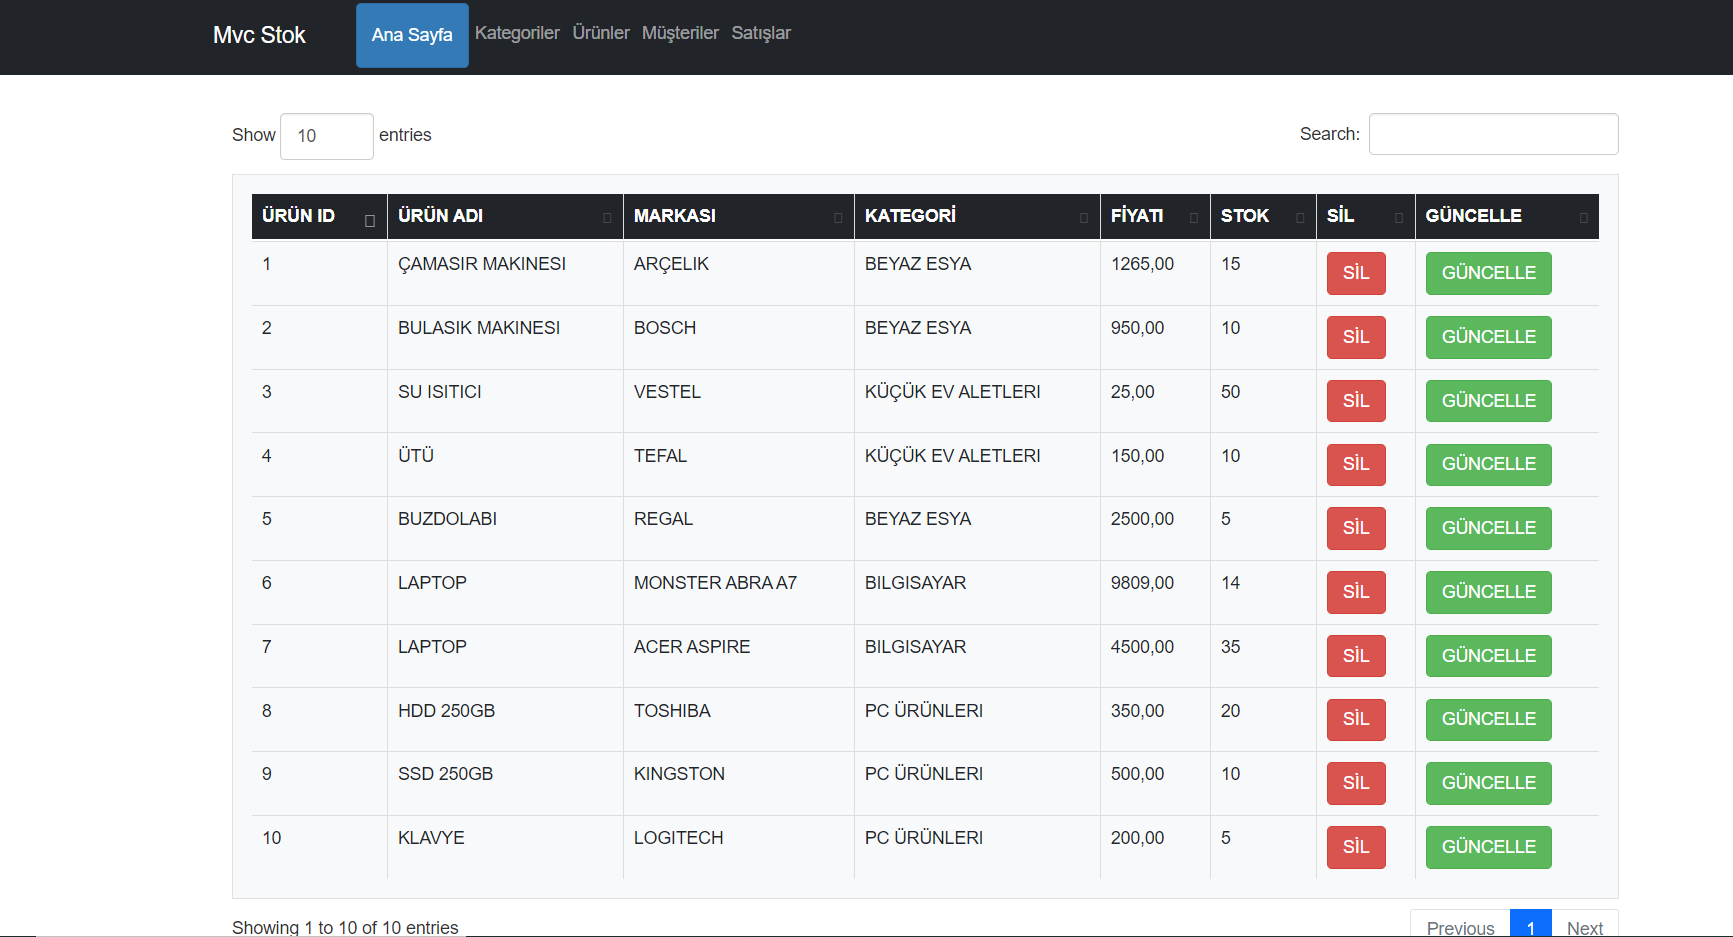 Mvc Stok Ana Sayfa Kategoriler Ürünler Müşteriler Satışlar
Show 10 entries Search:
ÜRÜN ID ÜRÜN ADI MARKASI KATEGORİ FİYATI STOK SİL GÜNCELLE
1 ÇAMASIR MAKINESI ARÇELIK BEYAZ ESYA 1265,00 15 SİL GÜNCELLE
2 BULASIK MAKINESI BOSCH BEYAZ ESYA 950,00 10 SİL GÜNCELLE
3 SU ISITICI VESTEL KÜÇÜK EV ALETLERI 25,00 50 SİL GÜNCELLE
4 ÜTÜ TEFAL KÜÇÜK EV ALETLERI 150,00 10 SİL GÜNCELLE
5 BUZDOLABI REGAL BEYAZ ESYA 2500,00 5 SİL GÜNCELLE
6 LAPTOP MONSTER ABRA A7 BILGISAYAR 9809,00 14 SİL GÜNCELLE
7 LAPTOP ACER ASPIRE BILGISAYAR 4500,00 35 SİL GÜNCELLE
8 HDD 250GB TOSHIBA PC ÜRÜNLERI 350,00 20 SİL GÜNCELLE
9 SSD 250GB KINGSTON PC ÜRÜNLERI 500,00 10 SİL GÜNCELLE
10 KLAVYE LOGITECH PC ÜRÜNLERI 200,00 5 SİL GÜNCELLE
Showing 1 to 10 of 10 entries Previous 1 Next